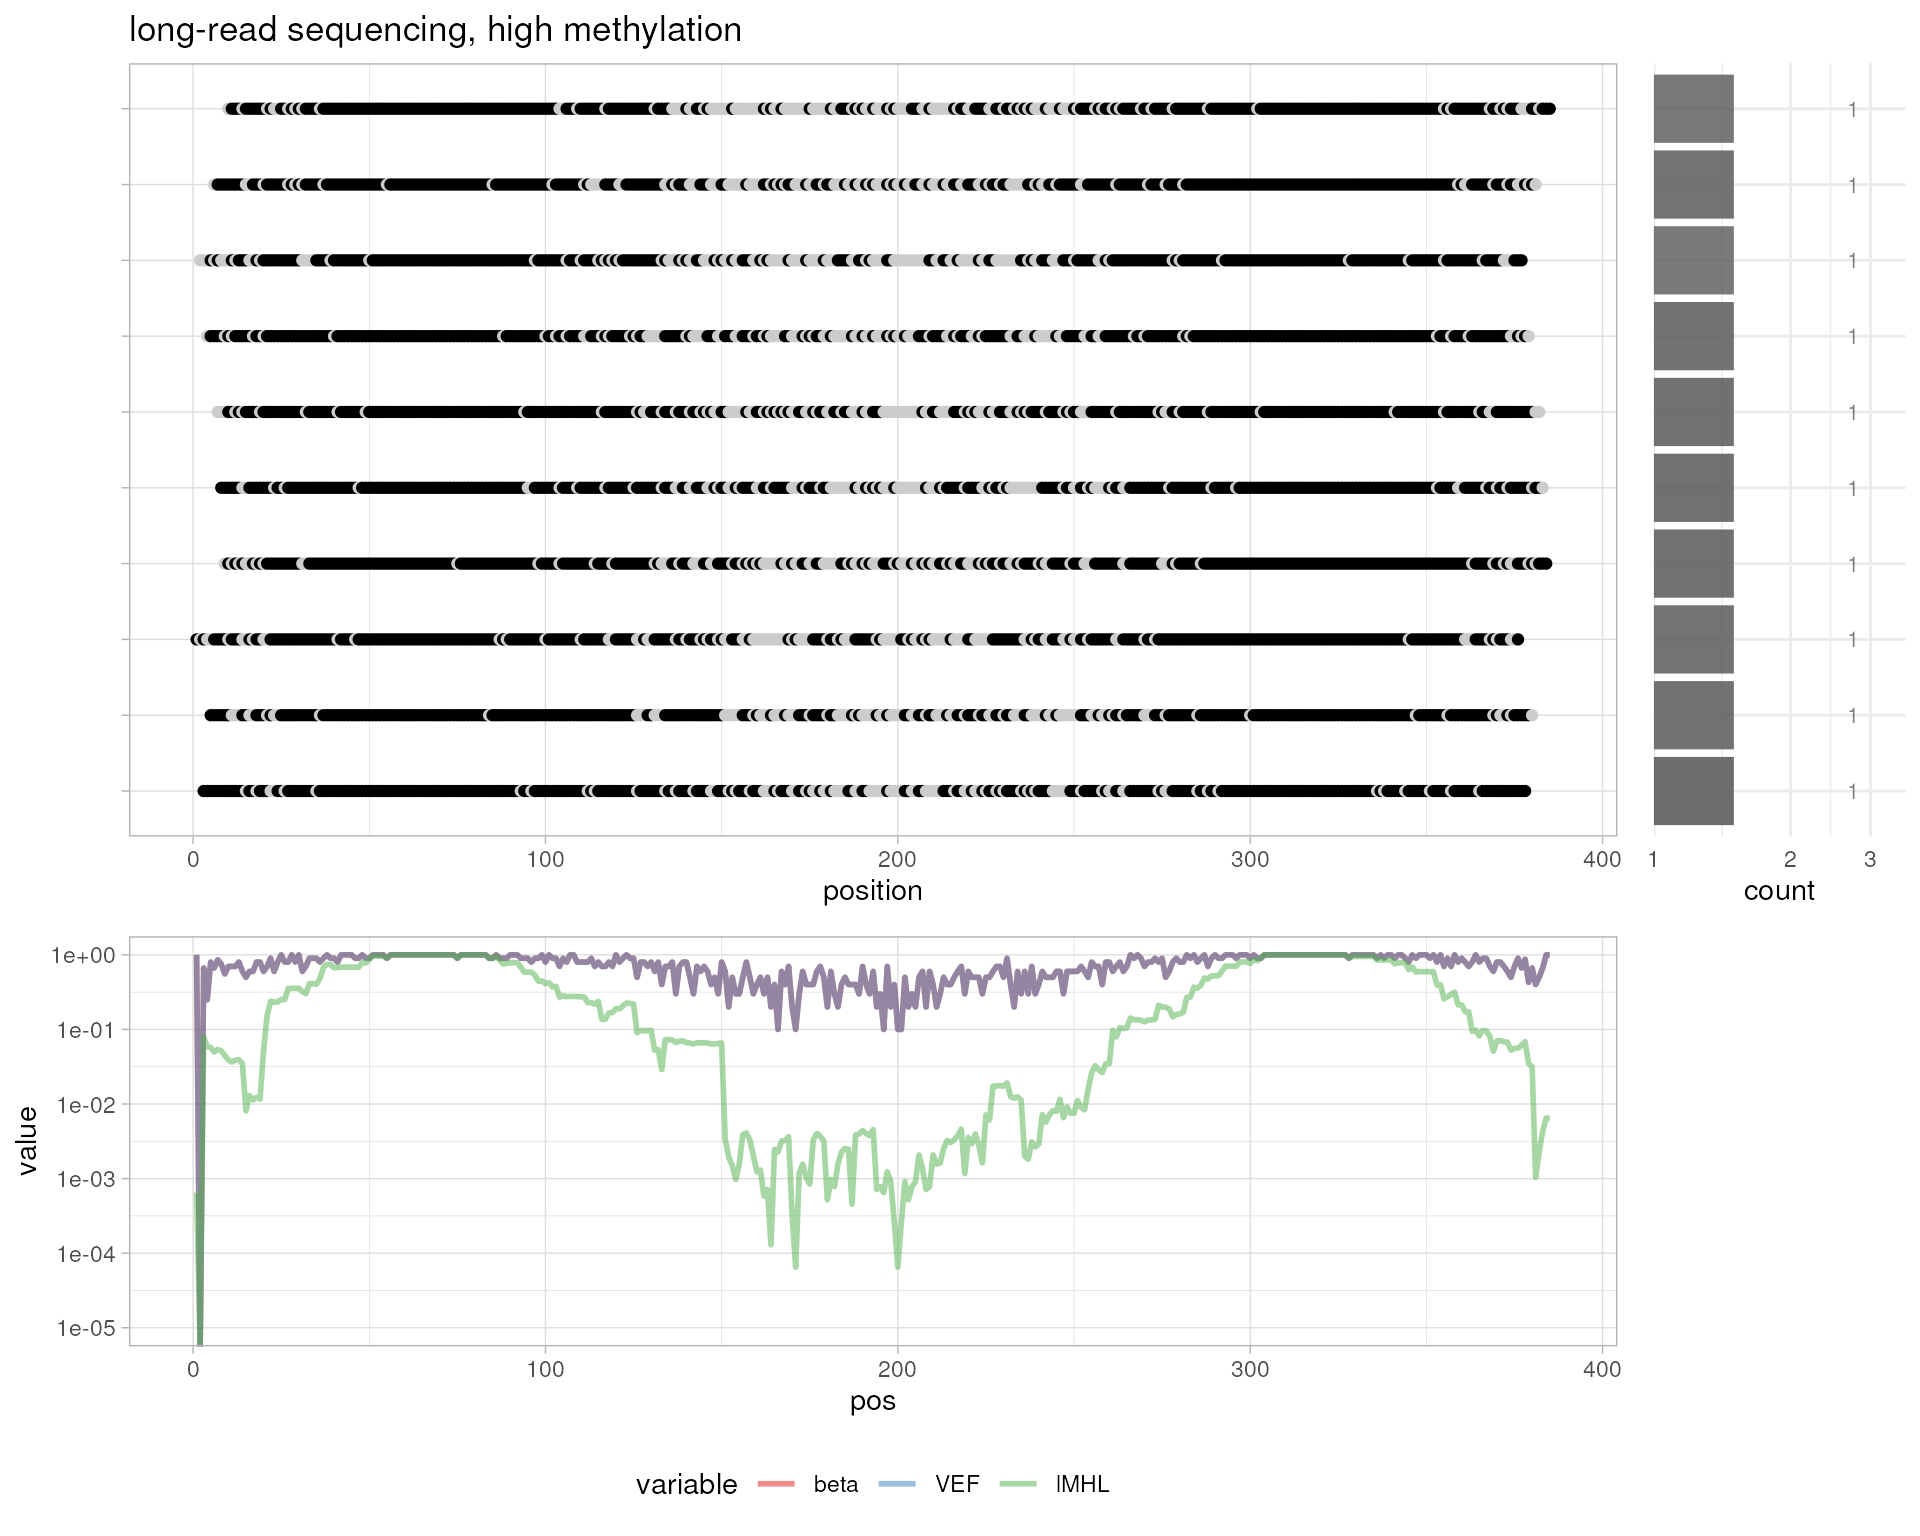 long-read sequencing, high methylation
1
1
1
1
1
1
1
1
1
1
0 100 200 300 400
1 2 3
position
count
1e+00
1e-01
1e-02
1e-03
1e-04
1e-05
value
0 100 200 300 400
pos
variable beta VEF lMHL